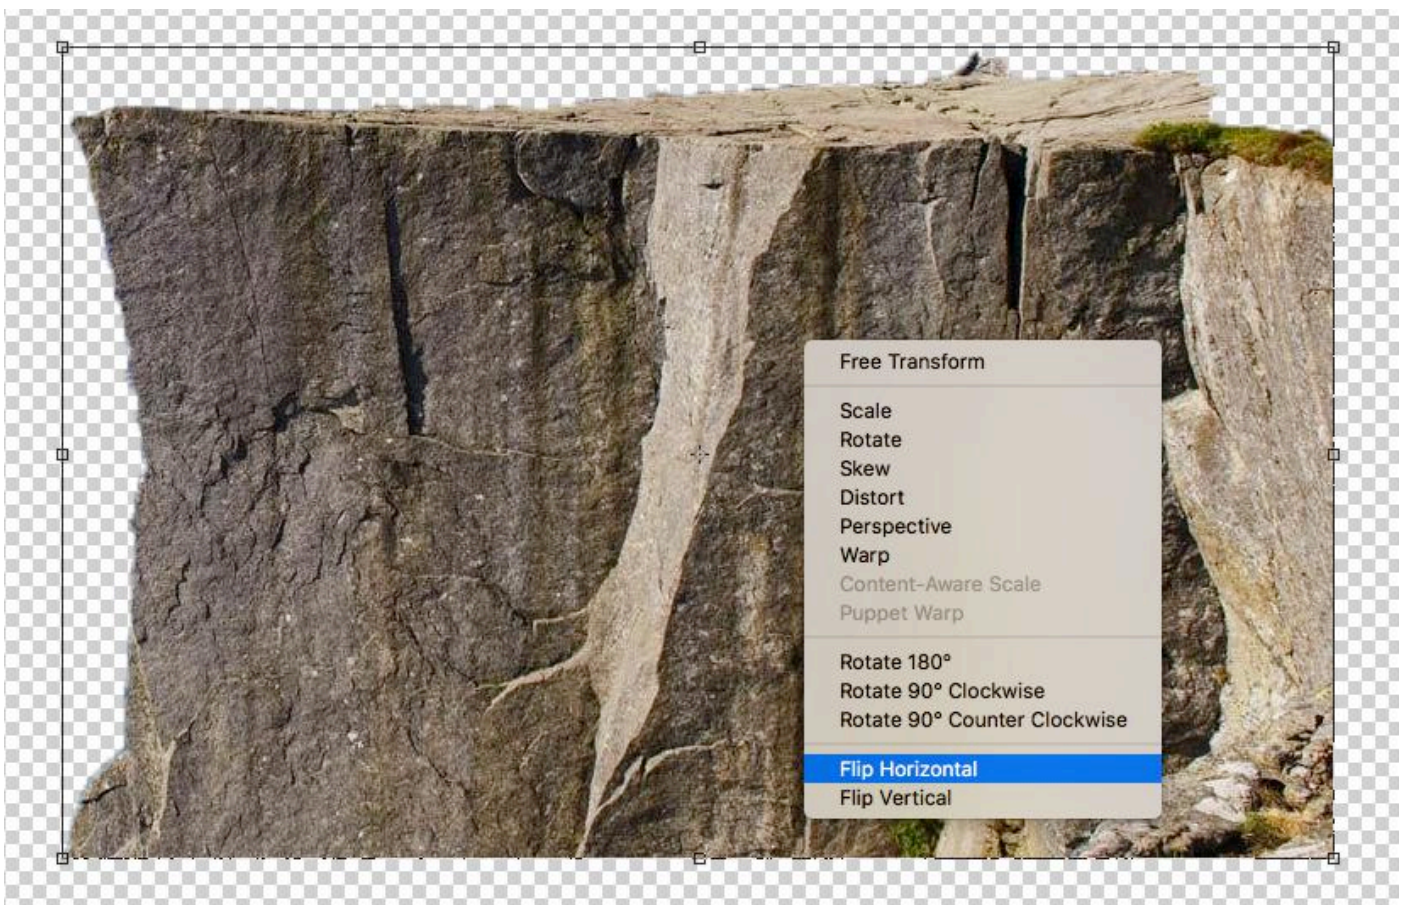 Free Transform
Scale
Rotate
Skew
Distort
Perspective
Warp
Content-Aware Scale
Puppet Warp
Rotate 180°
Rotate 90° Clockwise
Rotate 90° Counter Clockwise
Flip Horizontal
Flip Vertical